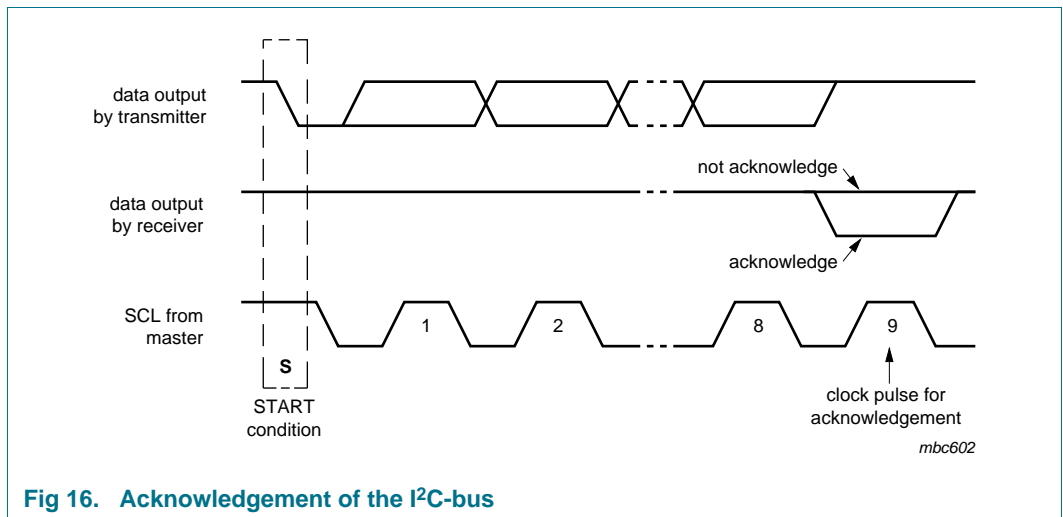 data output
by transmitter
not acknowledge
data output
by receiver
acknowledge
SCL from
master
1
2
8
9
S
START
condition
clock pulse for
acknowledgement
mbc602
Fig 16. Acknowledgement of the I²C-bus